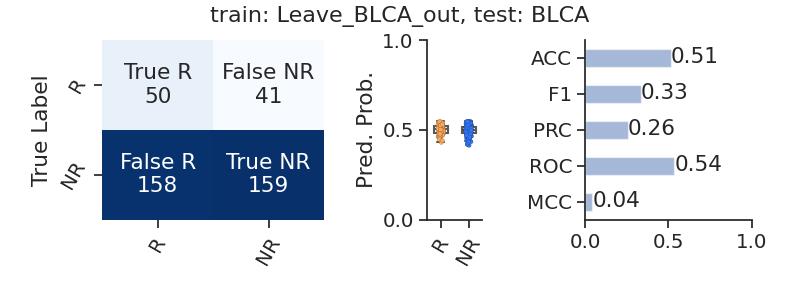 train: Leave_BLCA_out, test: BLCA
True Label
R
NR
True R
50
False NR
41
False R
158
True NR
159
R
NR
Pred. Prob.
1.0
0.5
0.0
R
NR
ACC
F1
PRC
ROC
MCC
0.51
0.33
0.26
0.54
0.04
0.0
0.5
1.0